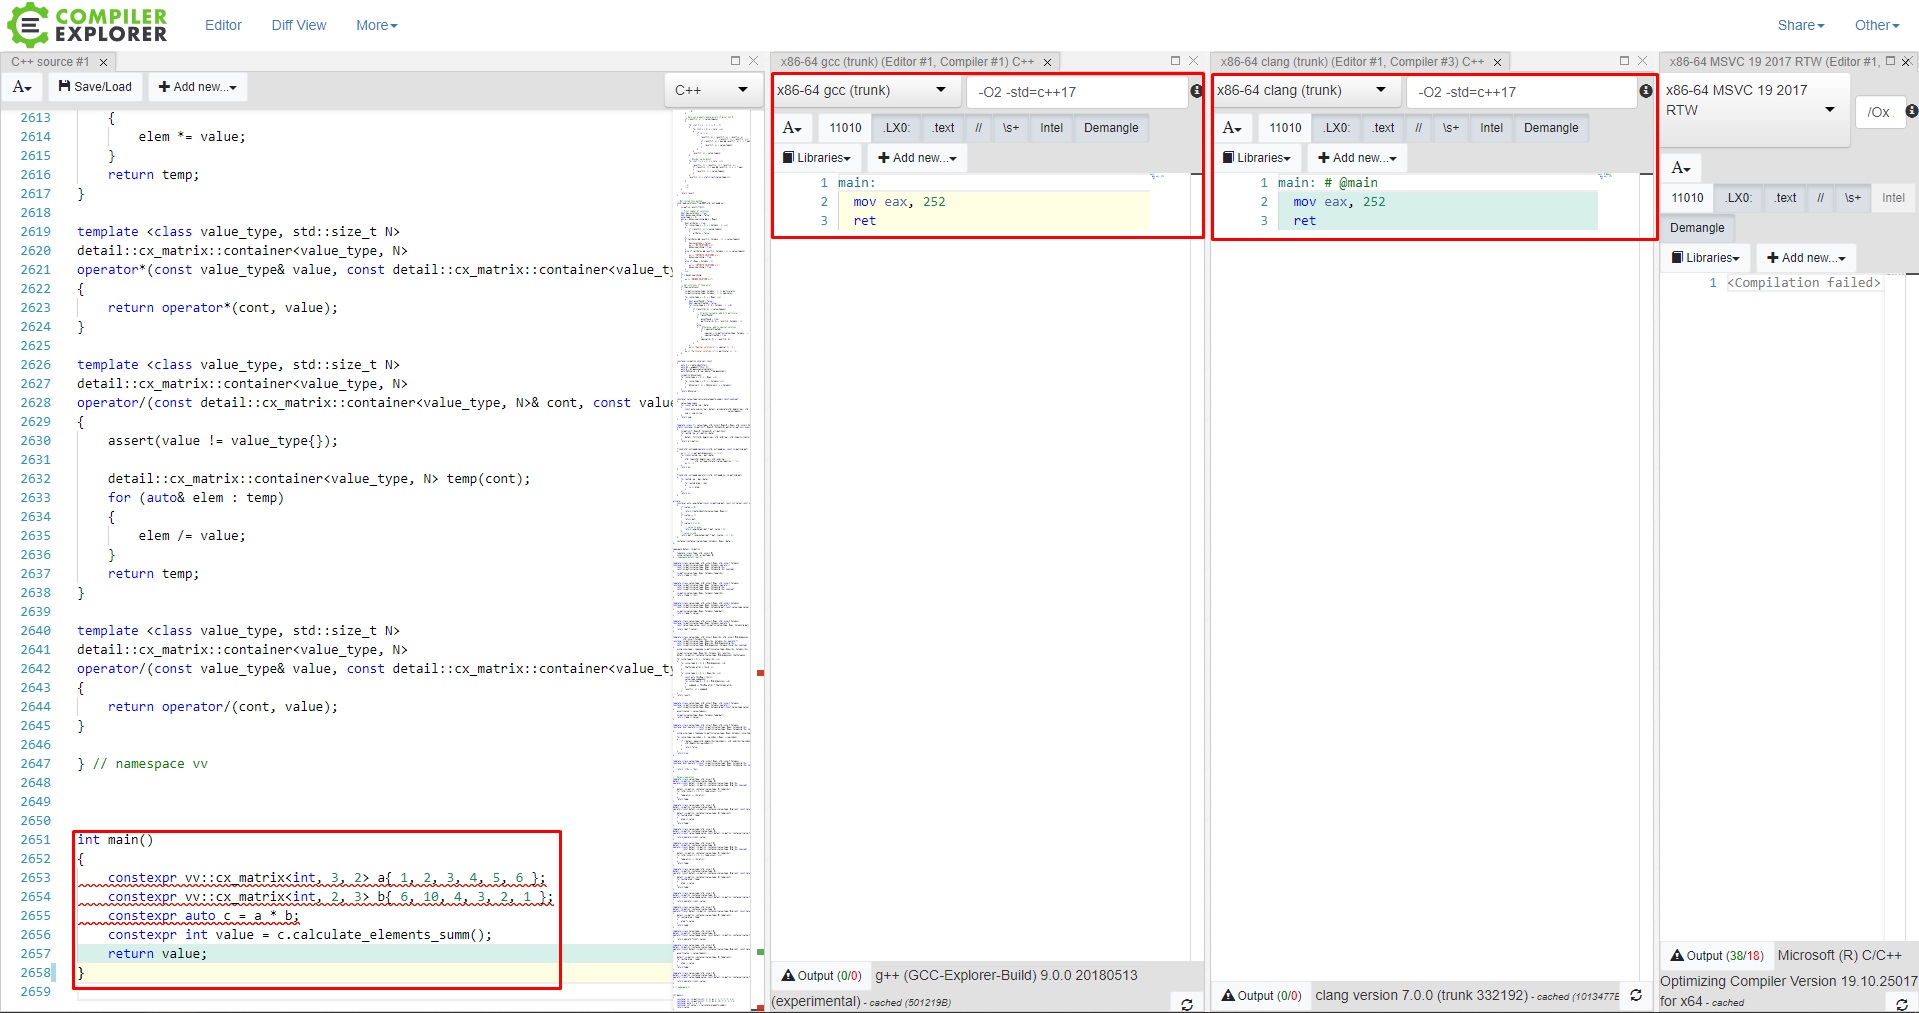 COMPILER
EXPLORER
Editor
Diff View
More
Share
Other
C++ source #1
A
Save/Load
Add new...
C++
2613 {
2614 elem *= value;
2615 }
2616 return temp;
2617 }
2618
2619 template <class value_type, std::size_t N>
2620 detail::cx_matrix::container<value_type, N>
2621 operator*(const value_type& value, const detail::cx_matrix::container<value_ty
2622 {
2623 return operator*(cont, value);
2624 }
2625
2626 template <class value_type, std::size_t N>
2627 detail::cx_matrix::container<value_type, N>
2628 operator/(const detail::cx_matrix::container<value_type, N>& cont, const valu
2629 {
2630 assert(value != value_type{});
2631
2632 detail::cx_matrix::container<value_type, N> temp(cont);
2633 for (auto& elem : temp)
2634 {
2635 elem /= value;
2636 }
2637 return temp;
2638 }
2639
2640 template <class value_type, std::size_t N>
2641 detail::cx_matrix::container<value_type, N>
2642 operator/(const value_type& value, const detail::cx_matrix::container<value_ty
2643 {
2644 return operator/(cont, value);
2645 }
2646
2647 } // namespace vv
2648
2649
2650
2651 int main()
2652 {
2653 constexpr vv::cx_matrix<int, 3, 2> a{ 1, 2, 3, 4, 5, 6 };
2654 constexpr vv::cx_matrix<int, 2, 3> b{ 6, 10, 4, 3, 2, 1 };
2655 constexpr auto c = a * b;
2656 constexpr int value = c.calculate_elements_summ();
2657 return value;
2658 }
2659
x86-64 gcc (trunk) (Editor #1, Compiler #1) C++
x86-64 gcc (trunk)
-O2 -std=c++17
A
11010 .LX0: .text // \s+ Intel Demangle
Libraries
Add new...
1 main:
2 mov eax, 252
3 ret
Output (0/0) g++ (GCC-Explorer-Build) 9.0.0 20180513
(experimental) - cached (501219B)
x86-64 clang (trunk) (Editor #1, Compiler #3) C++
x86-64 clang (trunk)
-O2 -std=c++17
A
11010 .LX0: .text // \s+ Intel Demangle
Libraries
Add new...
1 main: # @main
2 mov eax, 252
3 ret
Output (0/0) clang version 7.0.0 (trunk 332192) - cached (1013477B
x86-64 MSVC 19 2017 RTW (Editor #1,
x86-64 MSVC 19 2017
RTW
/Ox
A
11010 .LX0: .text // \s+ Intel
Demangle
Libraries
Add new...
1 <Compilation failed>
Output (38/18) Microsoft (R) C/C++
Optimizing Compiler Version 19.10.25017
for x64 - cached